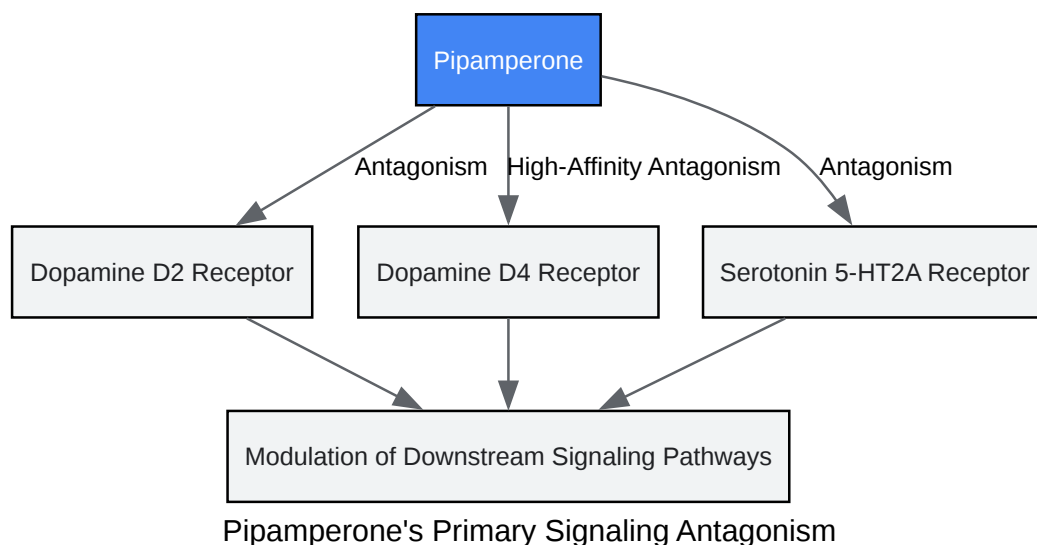 Pipamperone
Antagonism
High-Affinity Antagonism
Antagonism
Dopamine D2 Receptor
Dopamine D4 Receptor
Serotonin 5-HT2A Receptor
Modulation of Downstream Signaling Pathways
Pipamperone's Primary Signaling Antagonism